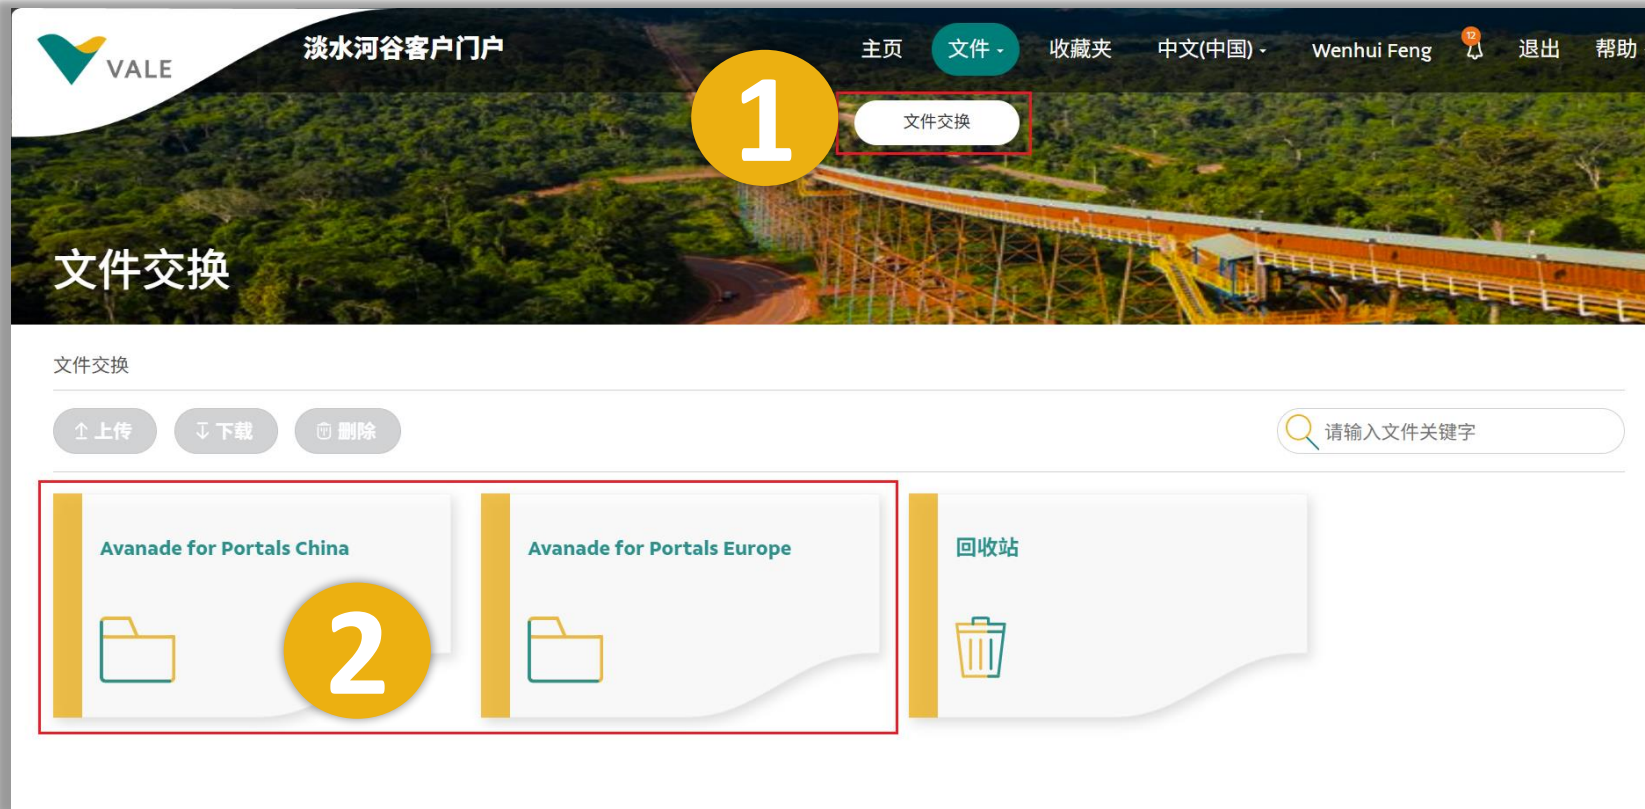 VALE
淡水河谷客户门户
主页 文件 收藏夹 中文(中国) Wenhui Feng 12 退出 帮助
1
文件交换
文件交换
文件交换
上传 下载 删除
请输入文件关键字
Avanade for Portals China
Avanade for Portals Europe
回收站
2